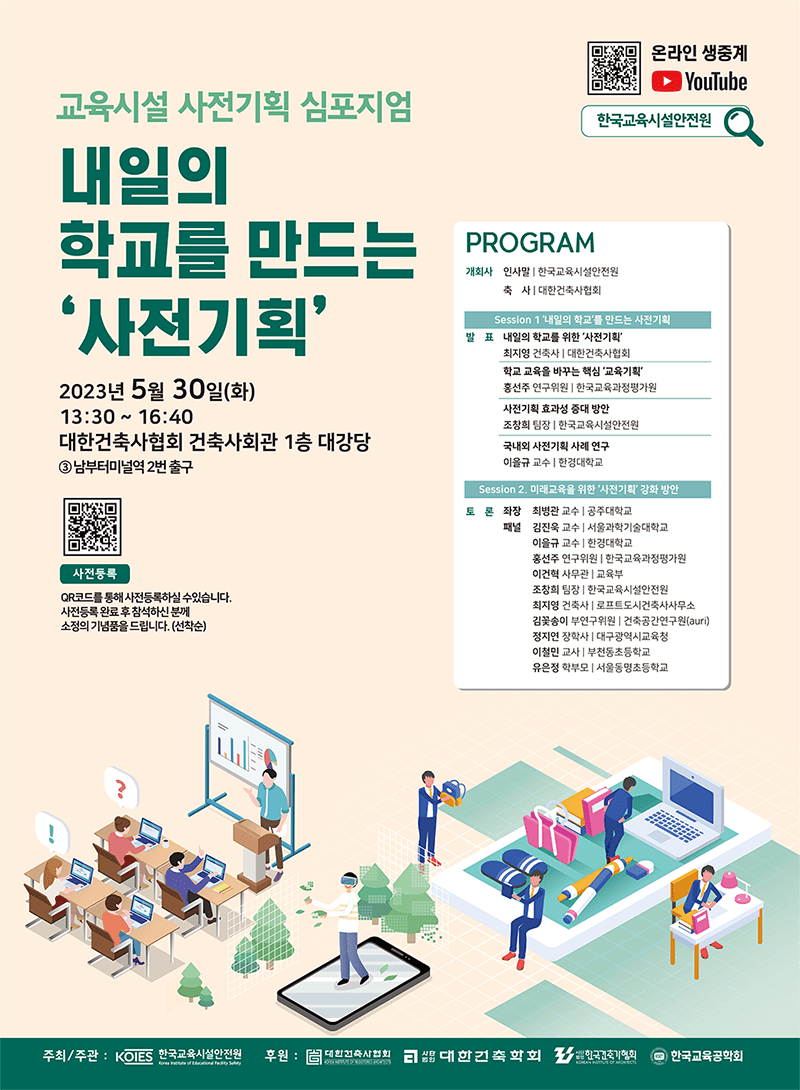 온라인 생중계
YouTube
한국교육시설안전원
교육시설 사전기획 심포지엄
내일의
학교를 만드는
‘사전기획’
2023년 5월 30일(화)
13:30 ~ 16:40
대한건축사협회 건축사회관 1층 대강당
③ 남부터미널역 2번 출구
사전등록
QR코드를 통해 사전등록하실 수있습니다.
사전등록 완료 후 참석하신 분께
소정의 기념품을 드립니다. (선착순)
PROGRAM
개회사 인사말 | 한국교육시설안전원
축 사 | 대한건축사협회
Session 1 '내일의 학교'를 만드는 사전기획
발 표 내일의 학교를 위한 '사전기획'
최지영 건축사 | 대한건축사협회
학교 교육을 바꾸는 핵심 '교육기획'
홍선주 연구위원 | 한국교육과정평가원
사전기획 효과성 증대 방안
조창희 팀장 | 한국교육시설안전원
국내외 사전기획 사례 연구
이율규 교수 | 한경대학교
Session 2. 미래교육을 위한 '사전기획' 강화 방안
토 론 좌장 최병관 교수 | 공주대학교
패널 김진욱 교수 | 서울과학기술대학교
이율규 교수 | 한경대학교
홍선주 연구위원 | 한국교육과정평가원
이건혁 사무관 | 교육부
조창희 팀장 | 한국교육시설안전원
최지영 건축사 | 로프트도시건축사사무소
김꽃송이 부연구위원 | 건축공간연구원(auri)
정지연 장학사 | 대구광역시교육청
이철민 교사 | 부천동초등학교
유은정 학부모 | 서울동명초등학교
?
!
주최/주관 : KOIES 한국교육시설안전원
Korea Institute of Educational Facility Safety
후원 : 대한건축사협회
KOREA INSTITUTE OF REGISTERED ARCHITECTS
사단법인 대한건축학회
사단법인 한국건축가협회
KOREAN INSTITUTE OF ARCHITECTS
한국교육공학회